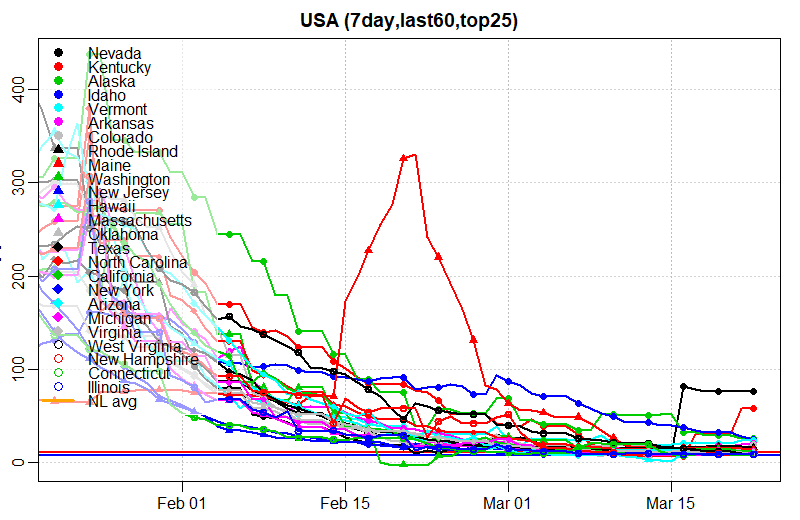 USA (7day,last60,top25)
400
300
200
100
0
Nevada
Kentucky
Alaska
Idaho
Vermont
Arkansas
Colorado
Rhode Island
Maine
Washington
New Jersey
Hawaii
Massachusetts
Oklahoma
Texas
North Carolina
California
New York
Arizona
Michigan
Virginia
West Virginia
New Hampshire
Connecticut
Illinois
NL avg
Feb 01
Feb 15
Mar 01
Mar 15